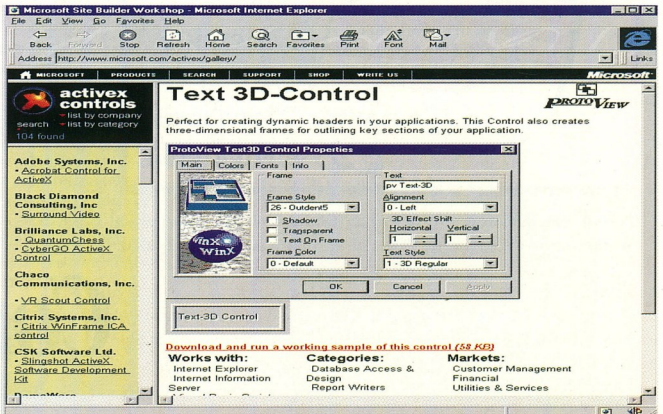 Microsoft Site Builder Workshop - Microsoft Internet Explorer
File Edit View Go Favorites Help
Back Forward Stop Refresh Home Search Favorites Print Font Mail
Address http://www.microsoft.com/activex/gallery/ Links
MICROSOFT PRODUCTS SEARCH SUPPORT SHOP WRITE US Microsoft
activex
controls
search list by company
list by category
104 found
Adobe Systems, Inc.
• Acrobat Control for
ActiveX
Black Diamond
Consulting, Inc
• Surround Video
Brilliance Labs, Inc.
• QuantumChess
• CyberGO ActiveX
Control
Chaco
Communications, Inc.
• VR Scout Control
Citrix Systems, Inc.
• Citrix WinFrame ICA
control
CSK Software Ltd.
• Slingshot ActiveX
Software Development
Kit
Text 3D-Control
PROTOVIEW
Perfect for creating dynamic headers in your applications. This Control also creates
three-dimensional frames for outlining key sections of your application.
ProtoView Text3D Control Properties
Main Colors Fonts Info
Frame
Frame Style
26 - Outdent5
Shadow
Transparent
Text On Frame
Frame Color
0 - Default
WinX
WinX
Text
pv Text-3D
Alignment
0 - Left
3D Effect Shift
Horizontal Vertical
1 1
Text Style
1 - 3D Regular
OK Cancel Apply
Text-3D Control
Download and run a working sample of this control (58 KB)
Works with: Categories: Markets:
Internet Explorer Database Access & Customer Management
Internet Information Design Financial
Server Report Writers Utilities & Services